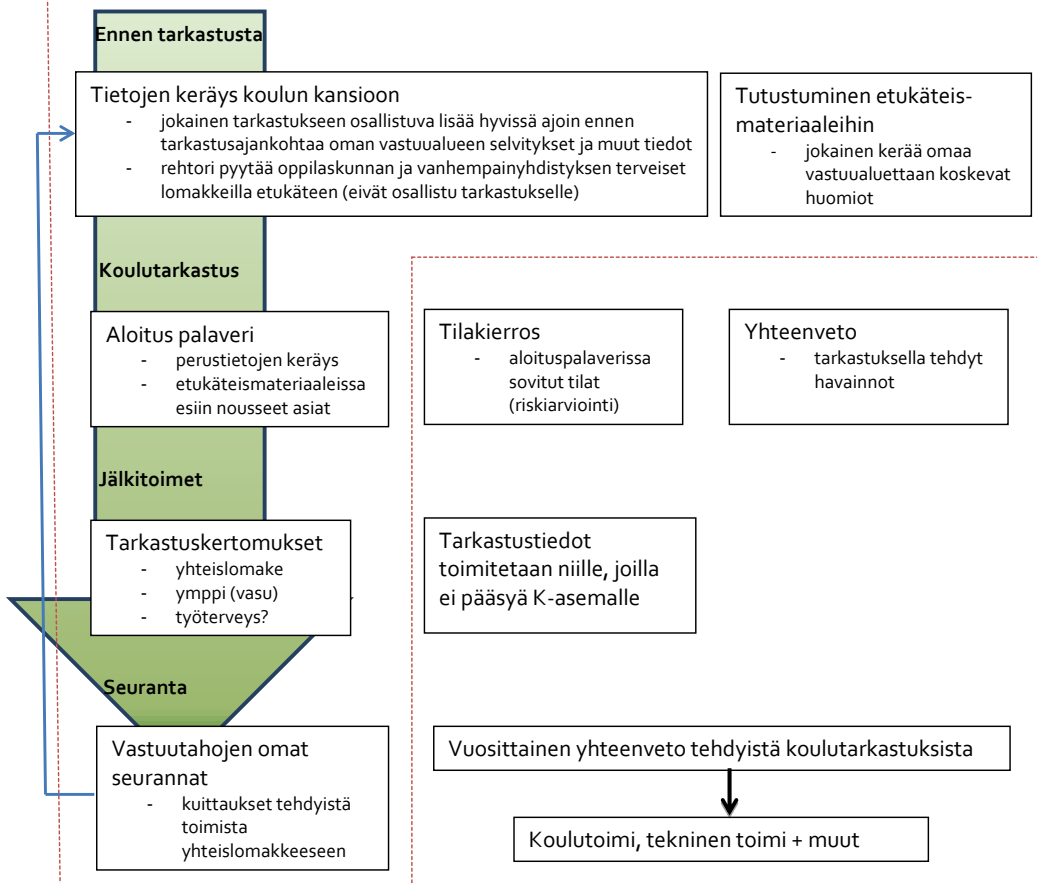 Ennen tarkastusta
Tietojen keräys koulun kansioon
- jokainen tarkastukseen osallistuva lisää hyvissä ajoin ennen
tarkastusajankohtaa oman vastuualueen selvitykset ja muut tiedot
- rehtori pyytää oppilaskunnan ja vanhempainyhdistyksen terveiset
lomakkeilla etukäteen (eivät osallistu tarkastukselle)
Tutustuminen etukäteis-
materiaaleihin
- jokainen kerää omaa
vastuualuettaan koskevat
huomiot
Koulutarkastus
Aloitus palaveri
- perustietojen keräys
- etukäteismateriaaleissa
esiin nousseet asiat
Tilakierros
- aloituspalaverissa
sovitut tilat
(riskiarviointi)
Yhteenveto
- tarkastuksella tehdyt
havainnot
Jälkitoimet
Tarkastuskertomukset
- yhteislomake
- ymppi (vasu)
- työterveys?
Tarkastustiedot
toimitetaan niille, joilla
ei pääsyä K-asemalle
Seuranta
Vastuutahojen omat
seurannat
- kuittaukset tehdyistä
toimista
yhteislomakkeeseen
Vuosittainen yhteenveto tehdyistä koulutarkastuksista
Koulutoimi, tekninen toimi + muut